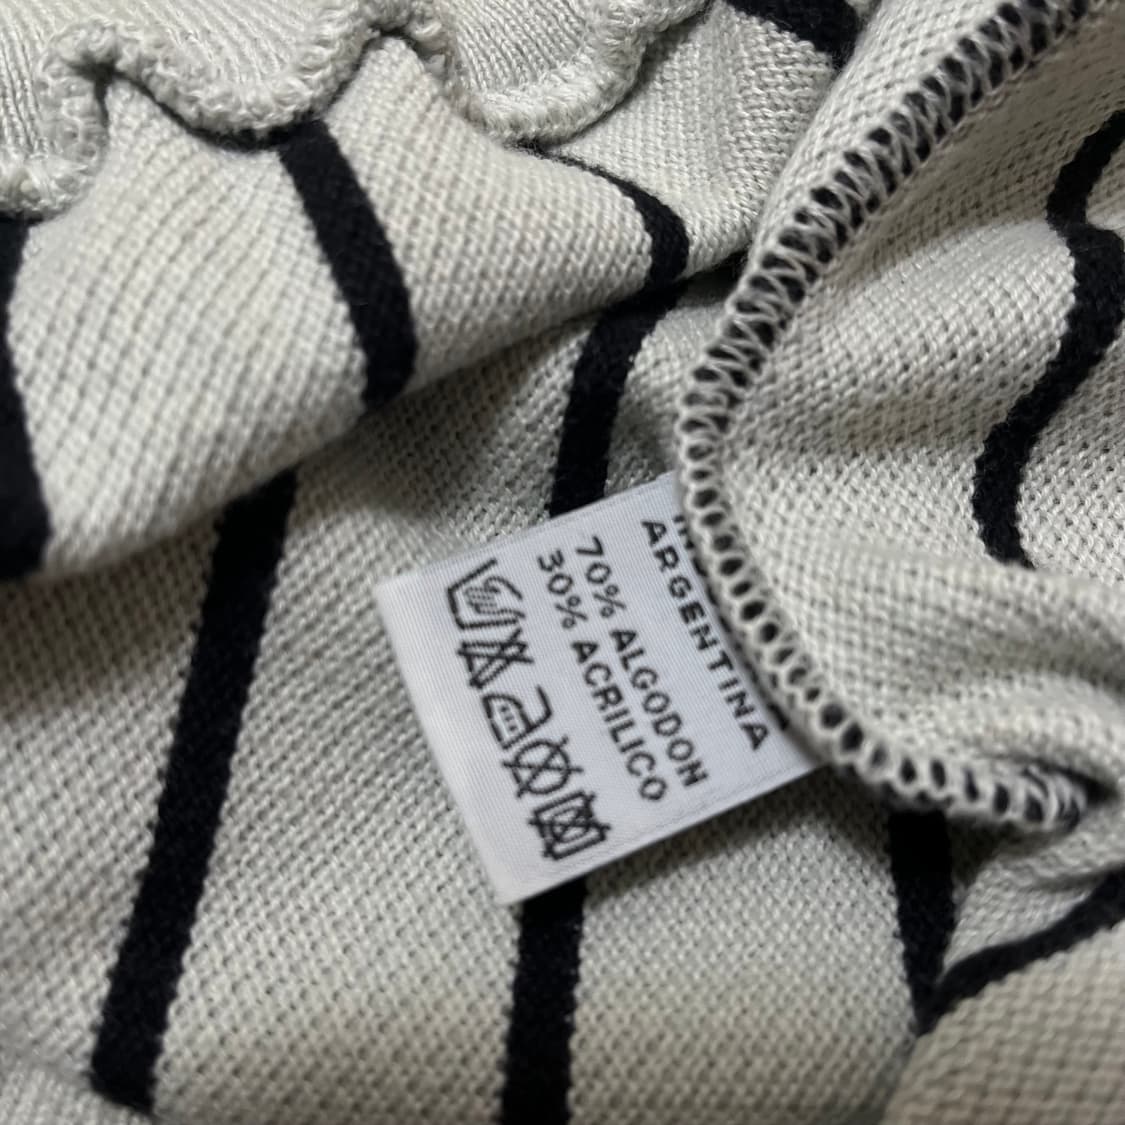 ARGENTINA
70% ALGODON
30% ACRILICO